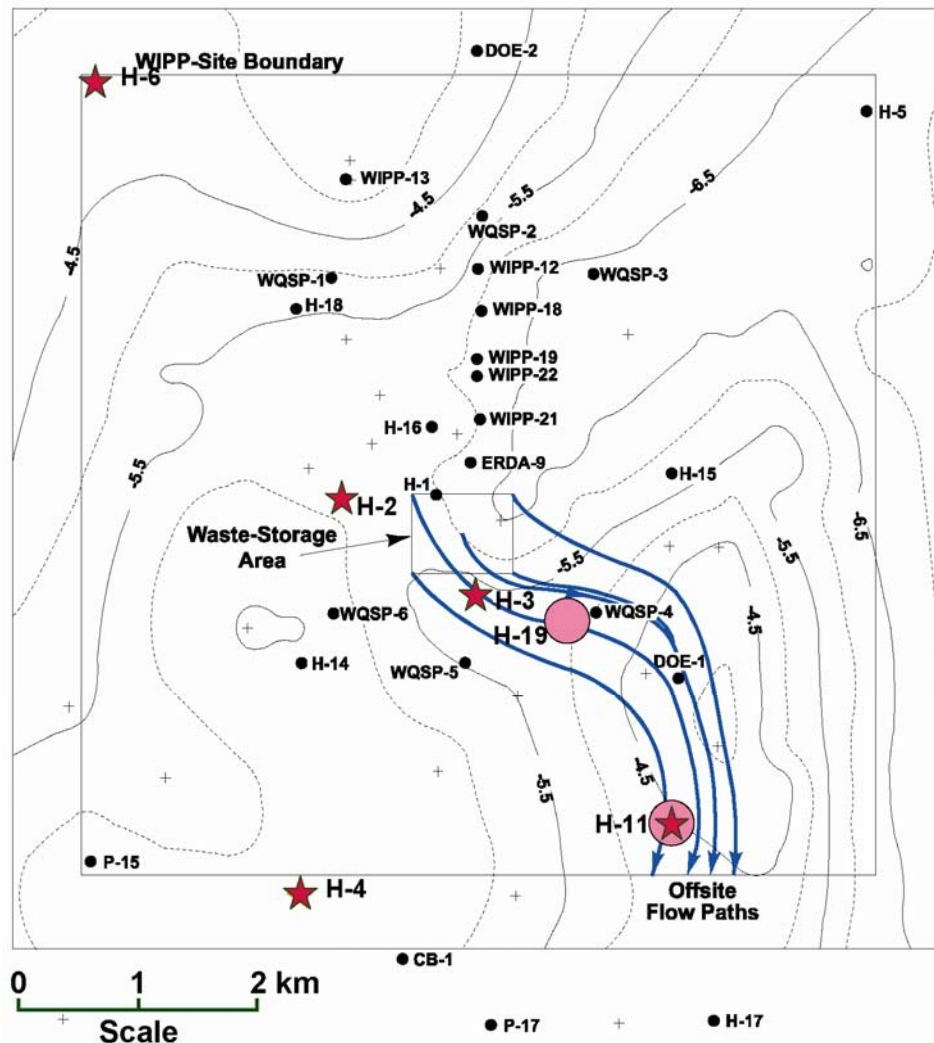 DOE-2
WIPP-Site Boundary
H-6
H-5
WIPP-13
-6.5
-5.5
-4.5
WQSP-2
-4.5
WIPP-12
WQSP-3
WQSP-1
H-18
WIPP-18
WIPP-19
WIPP-22
WIPP-21
H-16
ERDA-9
-5.5
H-15
H-1
H-2
-6.5
Waste-Storage
Area
-5.5
-5.5
H-3
WQSP-6
WQSP-4
-4.5
H-19
H-14
WQSP-5
DOE-1
-4.5
-5.5
H-11
P-15
H-4
Offsite
Flow Paths
CB-1
0 1 2 km
Scale
P-17
H-17